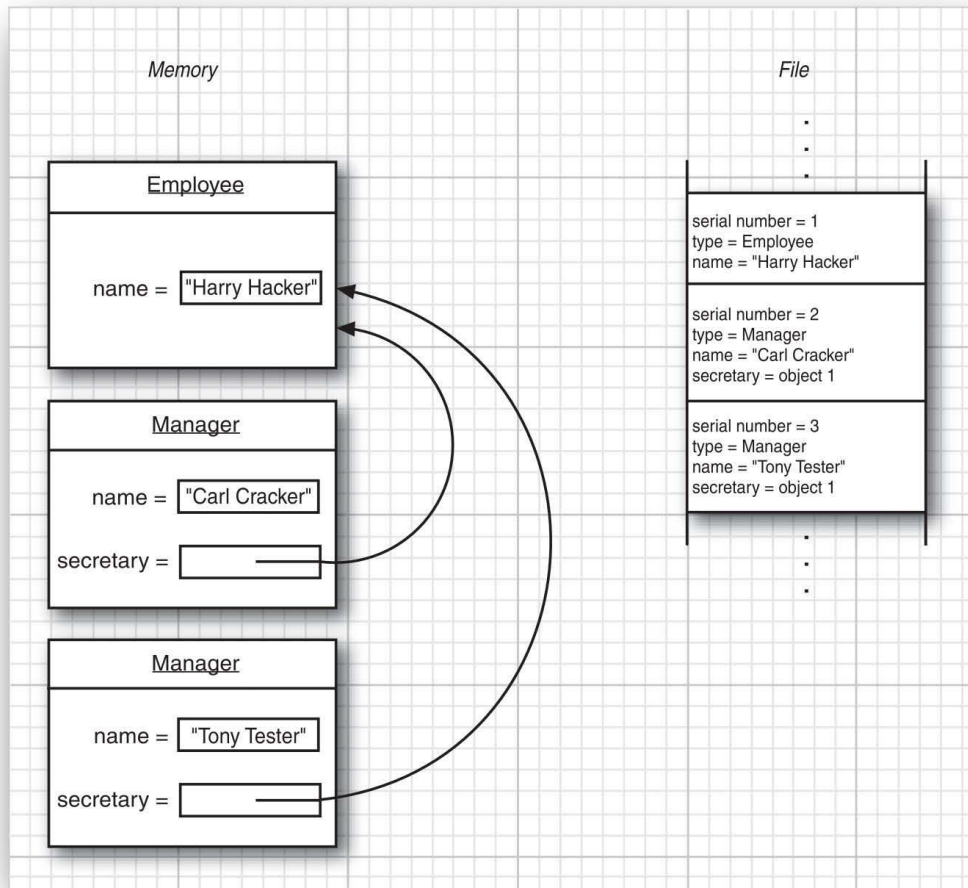 Memory
File
Employee
name = "Harry Hacker"
Manager
name = "Carl Cracker"
secretary =
Manager
name = "Tony Tester"
secretary =
serial number = 1
type = Employee
name = "Harry Hacker"
serial number = 2
type = Manager
name = "Carl Cracker"
secretary = object 1
serial number = 3
type = Manager
name = "Tony Tester"
secretary = object 1